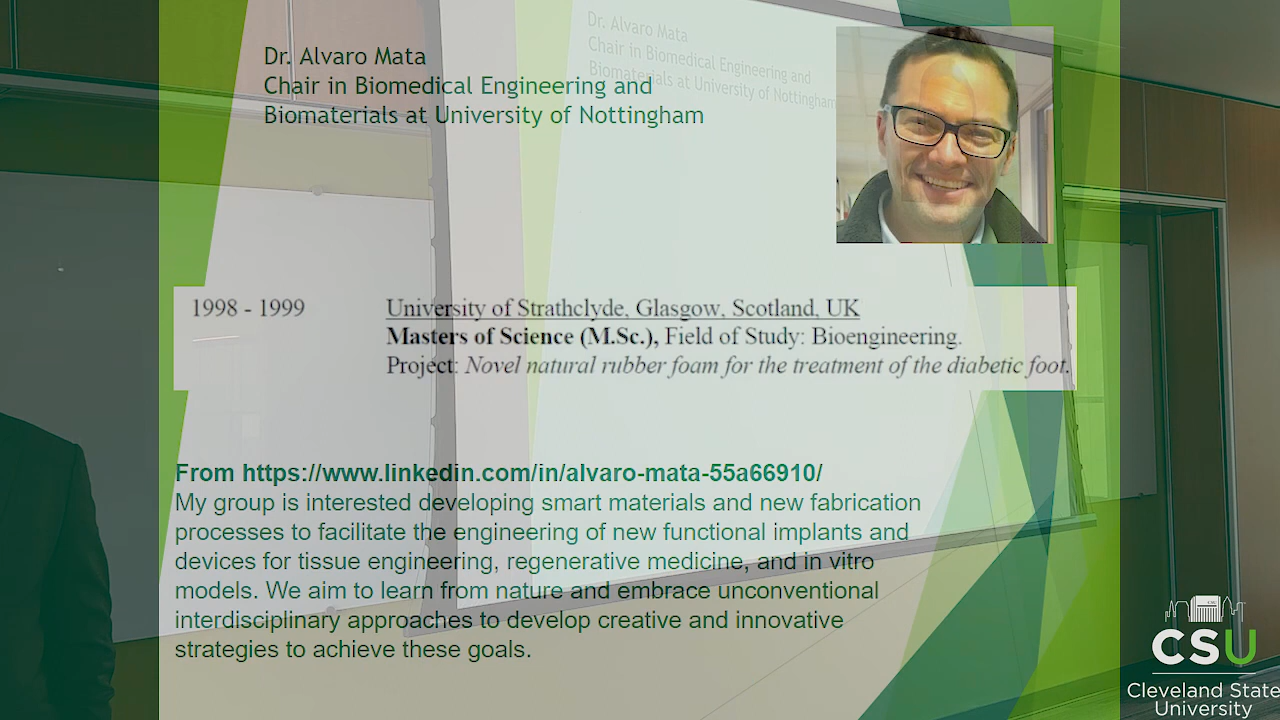 Dr. Alvaro Mata
Chair in Biomedical Engineering and
Biomaterials at University of Nottingham
Dr. Alvaro Mata
Chair in Biomedical Engineering and
Biomaterials at University of Nottingham
1998 - 1999
University of Strathclyde, Glasgow, Scotland, UK
Masters of Science (M.Sc.), Field of Study: Bioengineering.
Project: Novel natural rubber foam for the treatment of the diabetic foot.
From https://www.linkedin.com/in/alvaro-mata-55a66910/
My group is interested developing smart materials and new fabrication
processes to facilitate the engineering of new functional implants and
devices for tissue engineering, regenerative medicine, and in vitro
models. We aim to learn from nature and embrace unconventional
interdisciplinary approaches to develop creative and innovative
strategies to achieve these goals.
CSU
Cleveland State
University